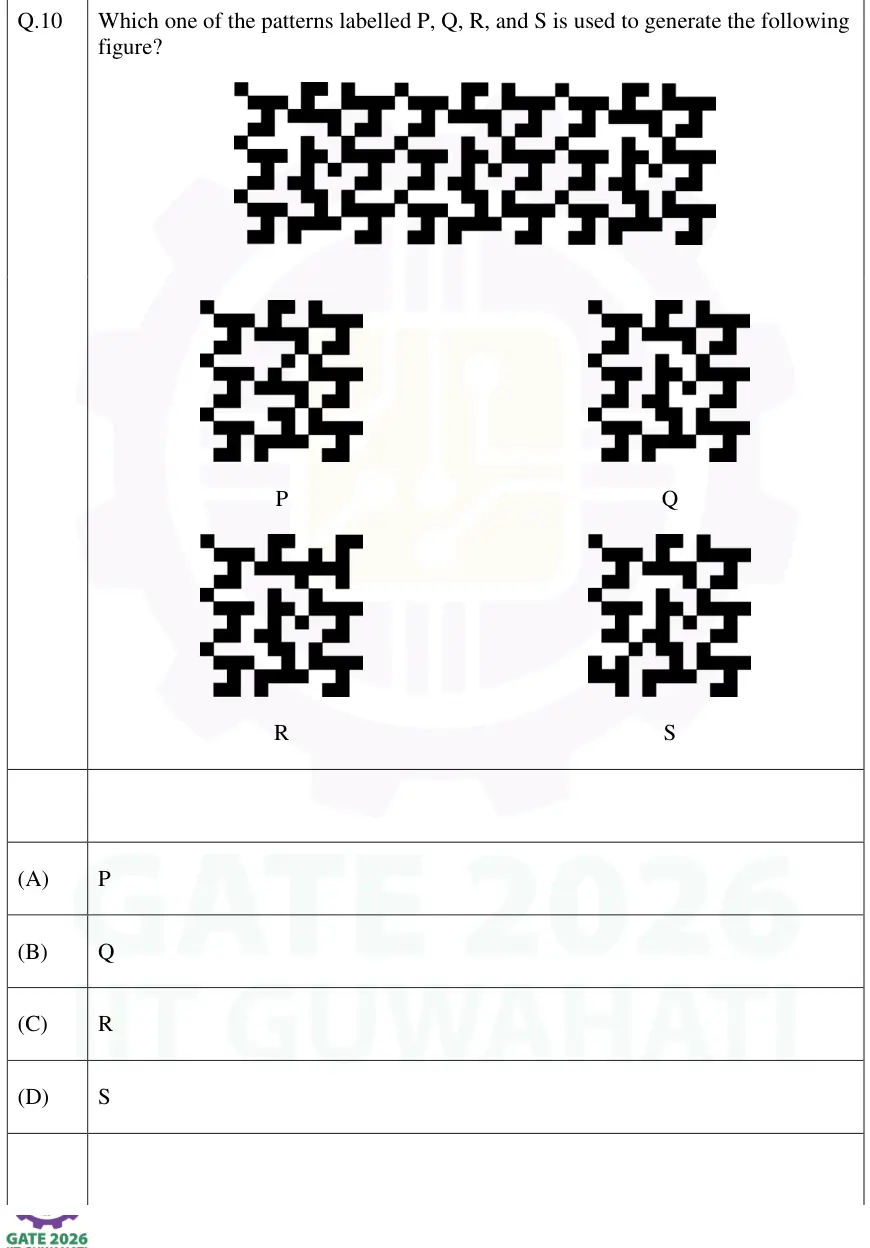 Q.10 Which one of the patterns labelled P, Q, R, and S is used to generate the following
figure?
P Q
R S
(A) P
(B) Q
(C) R
(D) S
GATE 2026
IIT GUWAHATI
GATE 2026